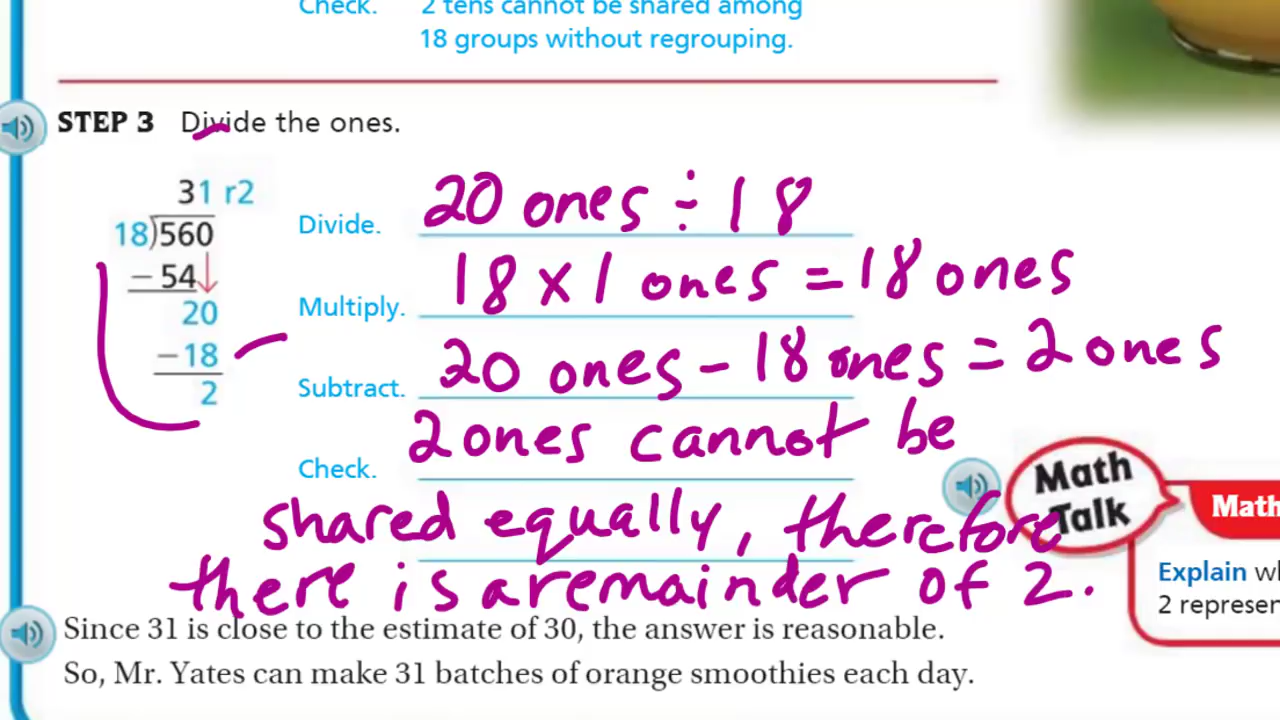 Check. 2 tens cannot be shared among
18 groups without regrouping.
STEP 3 Divide the ones.
31 r2
18)560
− 54
20
− 18
2
Divide. 20 ones ÷ 18
Multiply. 18 × 1 ones = 18 ones
Subtract. 20 ones − 18 ones = 2 ones
Check. 2 ones cannot be
shared equally, therefore
there is a remainder of 2.
Math
Talk
Math
Explain
2
Since 31 is close to the estimate of 30, the answer is reasonable.
So, Mr. Yates can make 31 batches of orange smoothies each day.